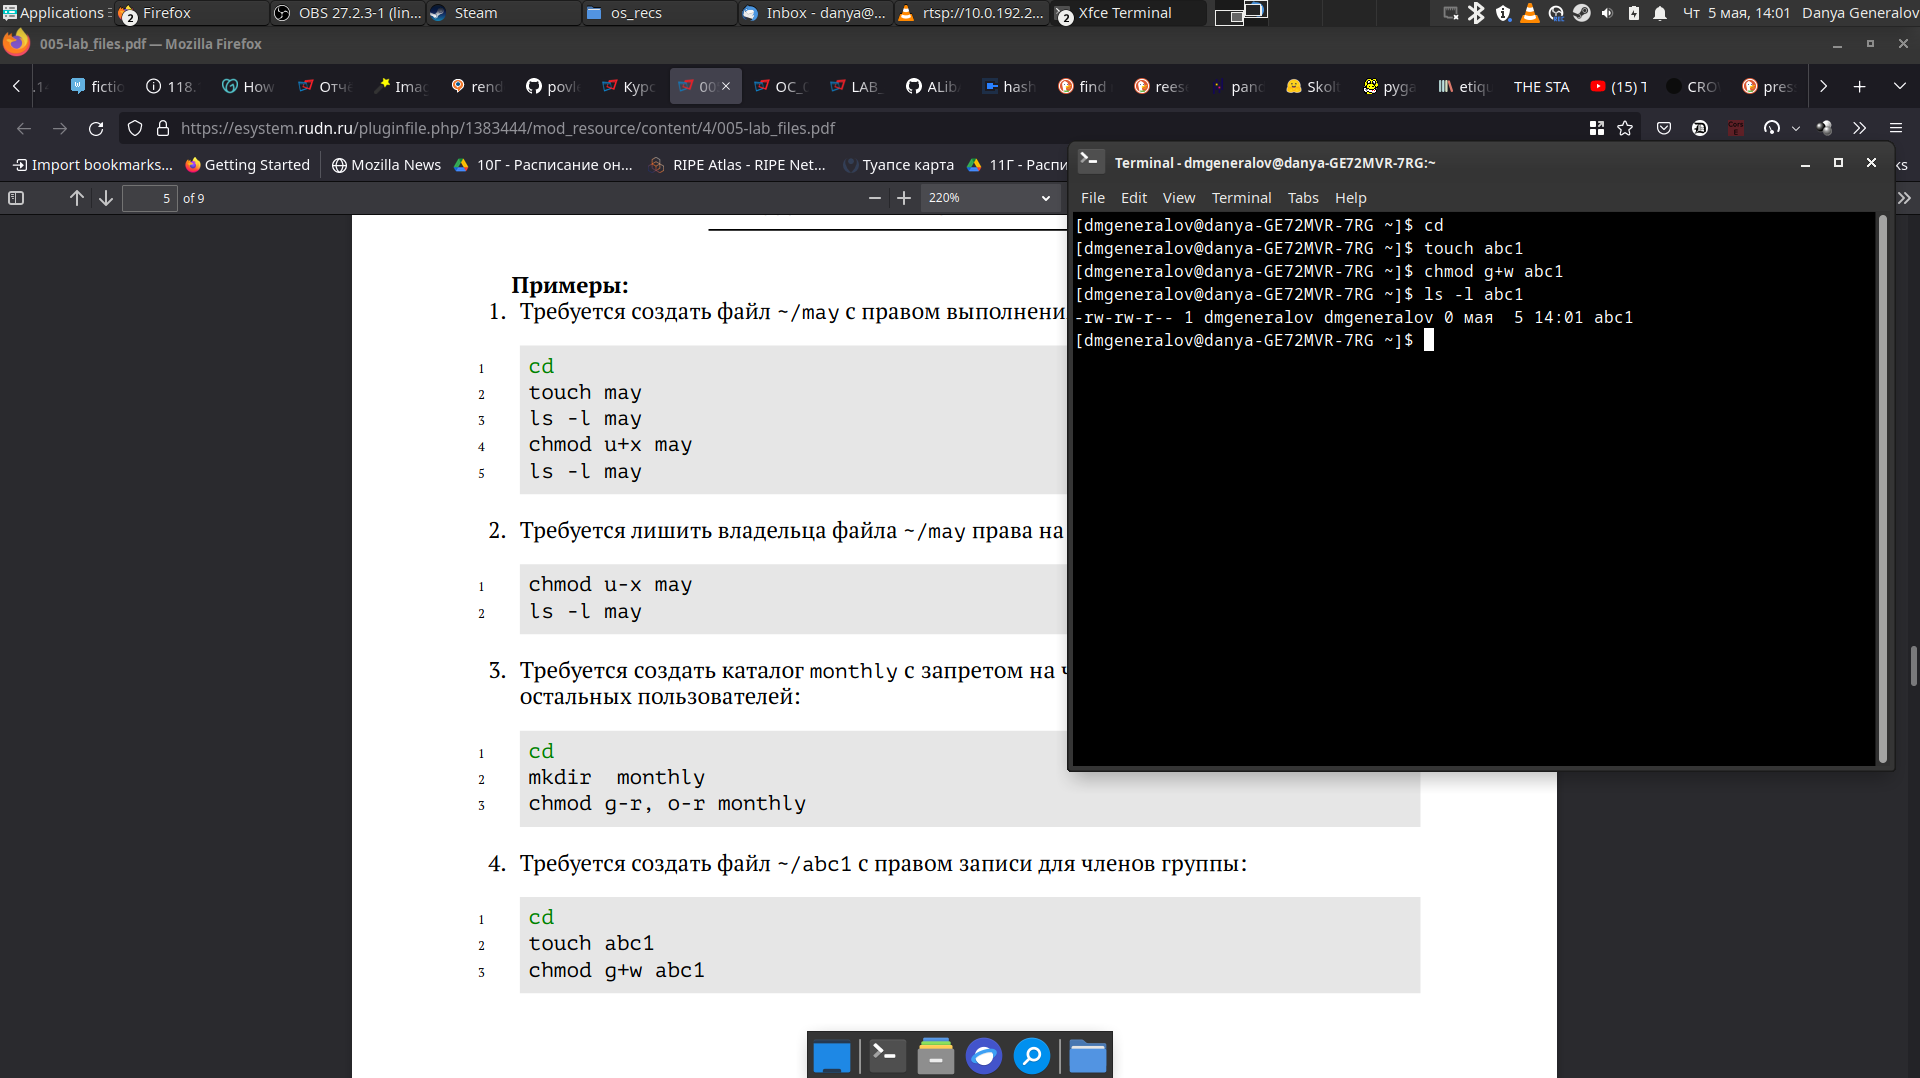 Applications
Firefox
OBS 27.2.3-1 (lin...
Steam
os_recs
Inbox - danya@...
rtsp://10.0.192.2...
Xfce Terminal
Чт 5 мая, 14:01
Danya Generalov
005-lab_files.pdf — Mozilla Firefox
fictio
118.
How
Отч
Imag
rend
povl
Курс
00
ОС_
LAB_
ALib
hash
find
rees
pand
Skolt
pyga
etiqu
THE STA
(15) T
CRO
pres
https://esystem.rudn.ru/pluginfile.php/1383444/mod_resource/content/4/005-lab_files.pdf
Import bookmarks...
Getting Started
Mozilla News
10Г - Расписание он...
RIPE Atlas - RIPE Net...
Туапсе карта
11Г - Распи
ks
5 of 9
220%
Terminal - dmgeneralov@danya-GE72MVR-7RG:~
File Edit View Terminal Tabs Help
[dmgeneralov@danya-GE72MVR-7RG ~]$ cd
[dmgeneralov@danya-GE72MVR-7RG ~]$ touch abc1
[dmgeneralov@danya-GE72MVR-7RG ~]$ chmod g+w abc1
[dmgeneralov@danya-GE72MVR-7RG ~]$ ls -l abc1
-rw-rw-r-- 1 dmgeneralov dmgeneralov 0 мая  5 14:01 abc1
[dmgeneralov@danya-GE72MVR-7RG ~]$
Примеры:
1. Требуется создать файл ~/may с правом выполнени
1 cd
2 touch may
3 ls -l may
4 chmod u+x may
5 ls -l may
2. Требуется лишить владельца файла ~/may права на
1 chmod u-x may
2 ls -l may
3. Требуется создать каталог monthly с запретом на ч
остальных пользователей:
1 cd
2 mkdir  monthly
3 chmod g-r, o-r monthly
4. Требуется создать файл ~/abc1 с правом записи для членов группы:
1 cd
2 touch abc1
3 chmod g+w abc1